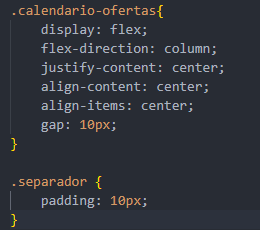 .calendario-ofertas{
    display: flex;
    flex-direction: column;
    justify-content: center;
    align-content: center;
    align-items: center;
    gap: 10px;
}

.separador {
    padding: 10px;
}